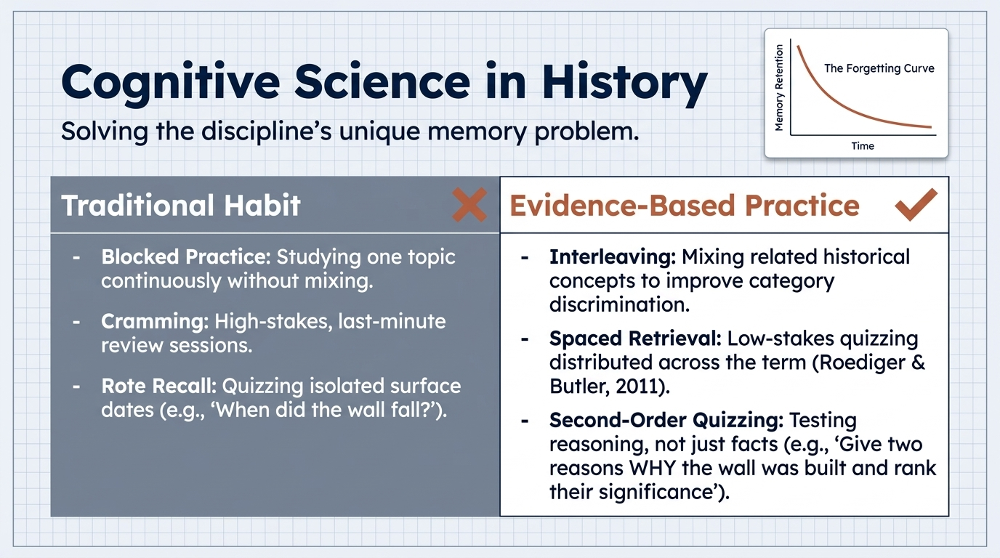 Cognitive Science in History
Solving the discipline’s unique memory problem.
Memory Retention
The Forgetting Curve
Time
Traditional Habit
- Blocked Practice: Studying one topic
continuously without mixing.
- Cramming: High-stakes, last-minute
review sessions.
- Rote Recall: Quizzing isolated surface
dates (e.g., ‘When did the wall fall?’).
Evidence-Based Practice
- Interleaving: Mixing related historical
concepts to improve category
discrimination.
- Spaced Retrieval: Low-stakes quizzing
distributed across the term (Roediger &
Butler, 2011).
- Second-Order Quizzing: Testing
reasoning, not just facts (e.g., ‘Give two
reasons WHY the wall was built and rank
their significance’).